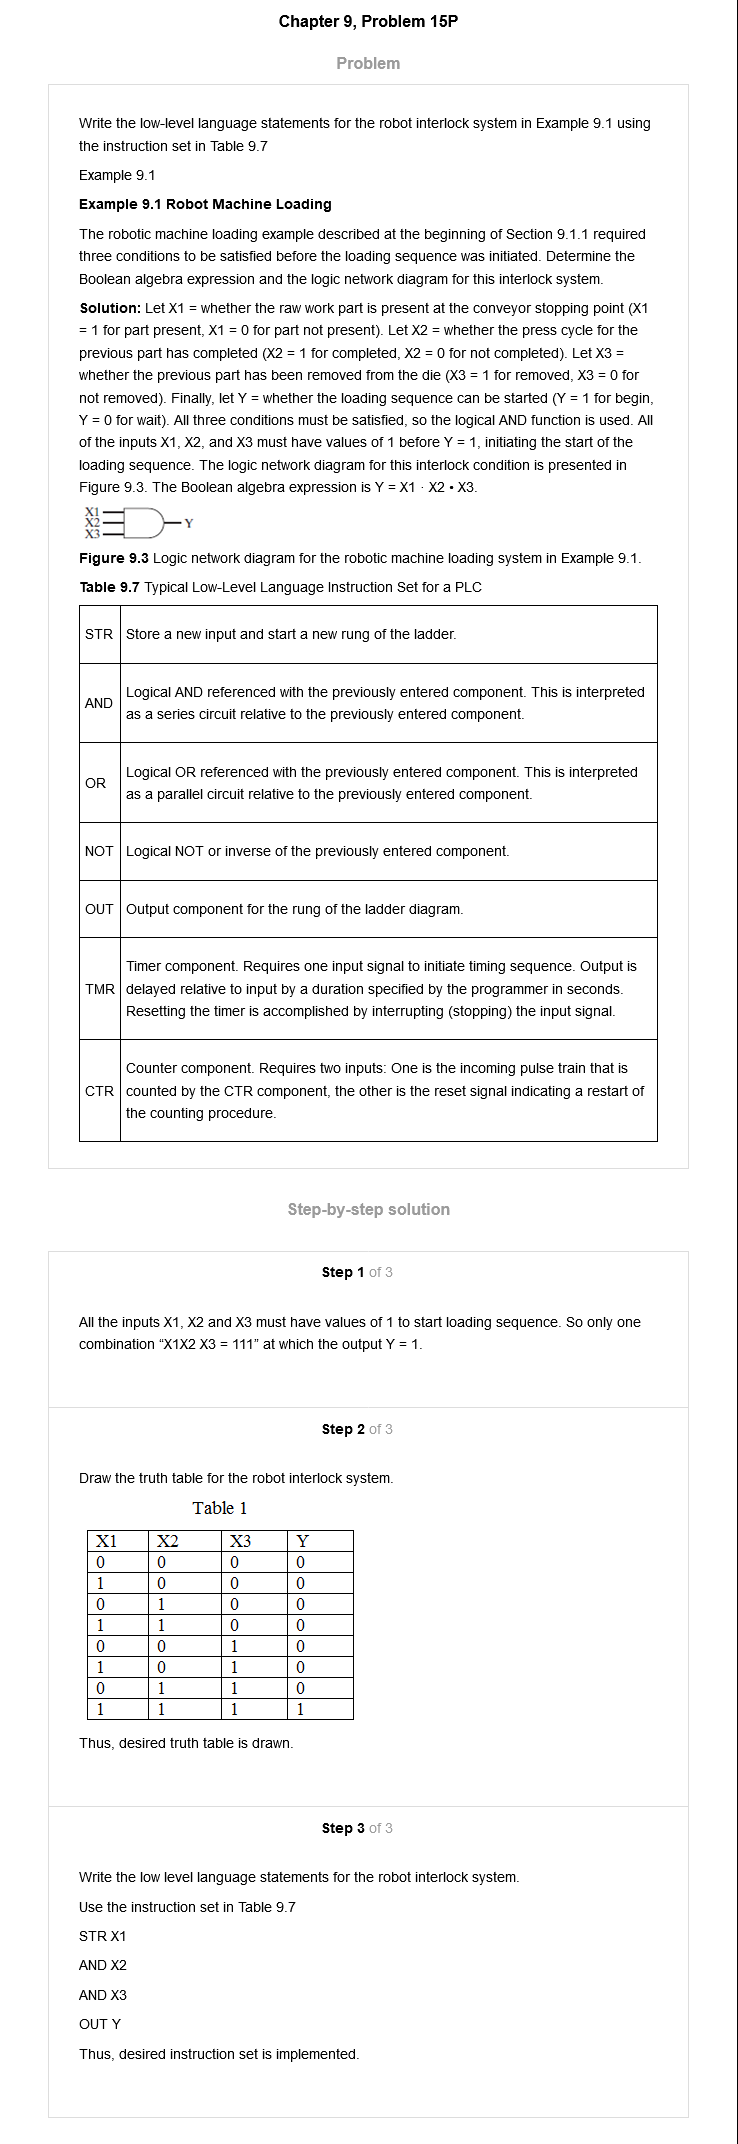 Chapter 9, Problem 15P
Problem
Write the low-level language statements for the robot interlock system in Example 9.1 using
the instruction set in Table 9.7
Example 9.1
Example 9.1 Robot Machine Loading
The robotic machine loading example described at the beginning of Section 9.1.1 required
three conditions to be satisfied before the loading sequence was initiated. Determine the
Boolean algebra expression and the logic network diagram for this interlock system.
Solution: Let X1 = whether the raw work part is present at the conveyor stopping point (X1
= 1 for part present, X1 = 0 for part not present). Let X2 = whether the press cycle for the
previous part has completed (X2 = 1 for completed, X2 = 0 for not completed). Let X3 =
whether the previous part has been removed from the die (X3 = 1 for removed, X3 = 0 for
not removed). Finally, let Y = whether the loading sequence can be started (Y = 1 for begin,
Y = 0 for wait). All three conditions must be satisfied, so the logical AND function is used. All
of the inputs X1, X2, and X3 must have values of 1 before Y = 1, initiating the start of the
loading sequence. The logic network diagram for this interlock condition is presented in
Figure 9.3. The Boolean algebra expression is Y = X1 · X2 • X3.
X1
X2
X3
Y
Figure 9.3 Logic network diagram for the robotic machine loading system in Example 9.1.
Table 9.7 Typical Low-Level Language Instruction Set for a PLC
STR Store a new input and start a new rung of the ladder.
AND Logical AND referenced with the previously entered component. This is interpreted
as a series circuit relative to the previously entered component.
OR Logical OR referenced with the previously entered component. This is interpreted
as a parallel circuit relative to the previously entered component.
NOT Logical NOT or inverse of the previously entered component.
OUT Output component for the rung of the ladder diagram.
TMR Timer component. Requires one input signal to initiate timing sequence. Output is
delayed relative to input by a duration specified by the programmer in seconds.
Resetting the timer is accomplished by interrupting (stopping) the input signal.
CTR Counter component. Requires two inputs: One is the incoming pulse train that is
counted by the CTR component, the other is the reset signal indicating a restart of
the counting procedure.
Step-by-step solution
Step 1 of 3
All the inputs X1, X2 and X3 must have values of 1 to start loading sequence. So only one
combination “X1X2 X3 = 111” at which the output Y = 1.
Step 2 of 3
Draw the truth table for the robot interlock system.
Table 1
X1 X2 X3 Y
0 0 0 0
1 0 0 0
0 1 0 0
1 1 0 0
0 0 1 0
1 0 1 0
0 1 1 0
1 1 1 1
Thus, desired truth table is drawn.
Step 3 of 3
Write the low level language statements for the robot interlock system.
Use the instruction set in Table 9.7
STR X1
AND X2
AND X3
OUT Y
Thus, desired instruction set is implemented.